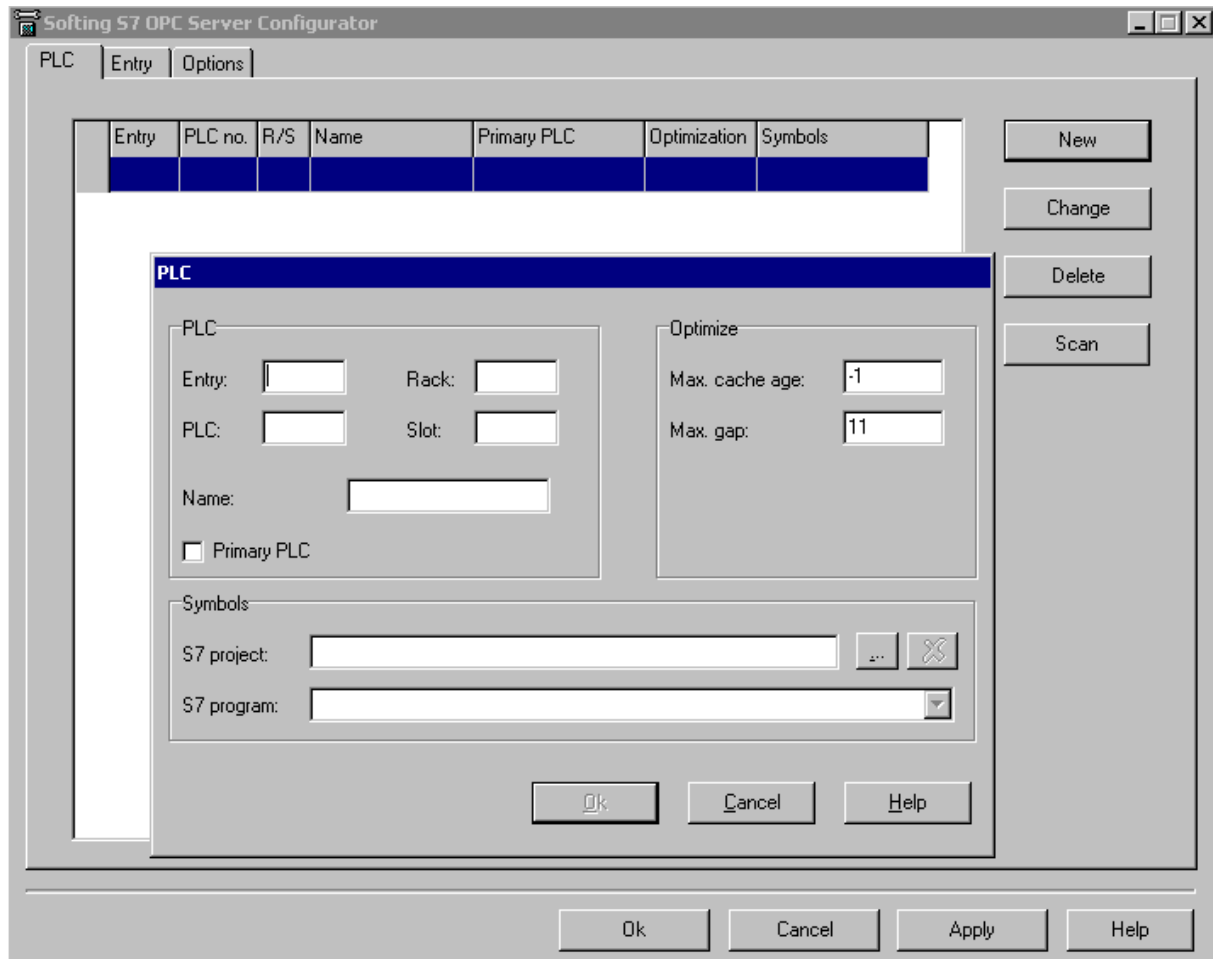 Softing S7 OPC Server Configurator
PLC Entry Options
Entry PLC no. R/S Name Primary PLC Optimization Symbols
New
Change
Delete
Scan
PLC
PLC
Entry: Rack:
PLC: Slot:
Name:
Primary PLC
Optimize
Max. cache age: -1
Max. gap: 11
Symbols
S7 project: ...
S7 program:
Ok Cancel Help
Ok Cancel Apply Help